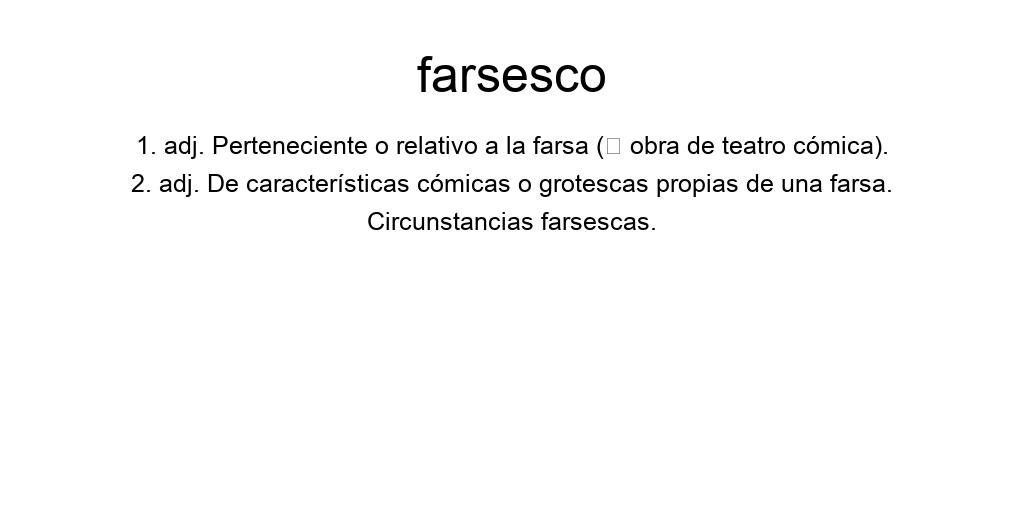 farsesco
1. adj. Perteneciente o relativo a la farsa (□ obra de teatro cómica).
2. adj. De características cómicas o grotescas propias de una farsa.
Circunstancias farsescas.